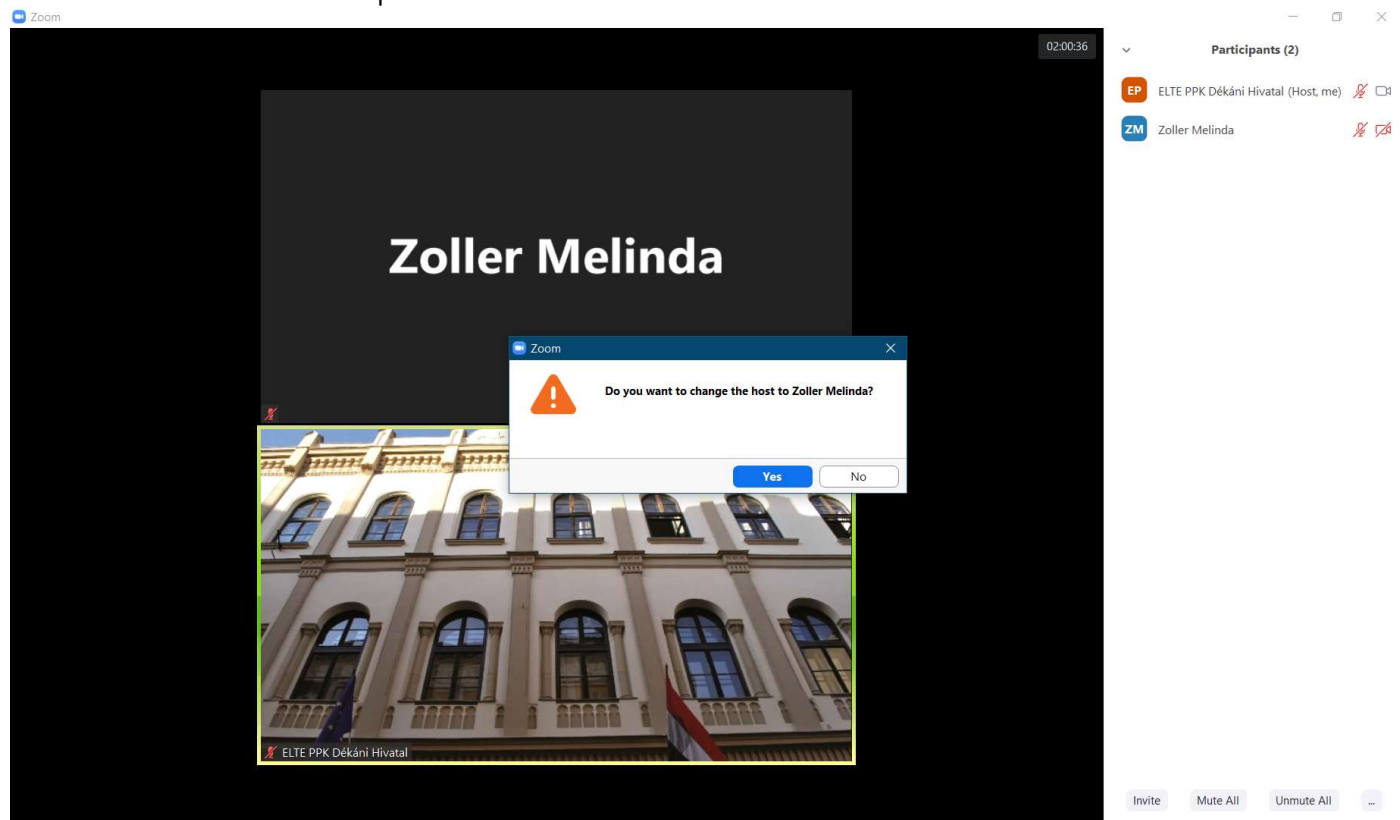 Zoom
02:00:36
Participants (2)
EP ELTE PPK Dékáni Hivatal (Host, me)
ZM Zoller Melinda
Zoller Melinda
Zoom
Do you want to change the host to Zoller Melinda?
Yes No
ELTE PPK Dékáni Hivatal
Invite Mute All Unmute All ...